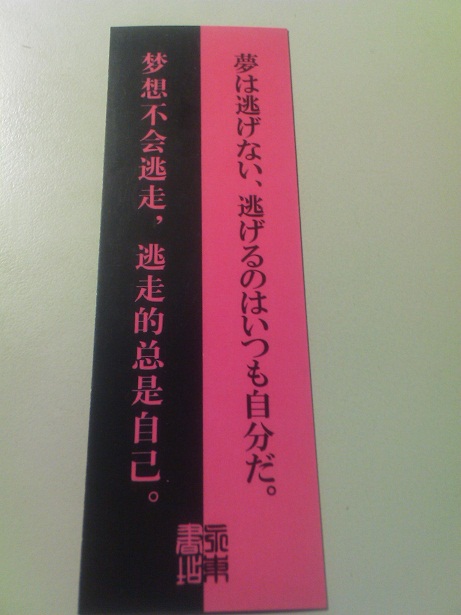 夢は逃げない、逃げるのはいつも自分だ。
梦想不会逃走，逃走的总是自己。